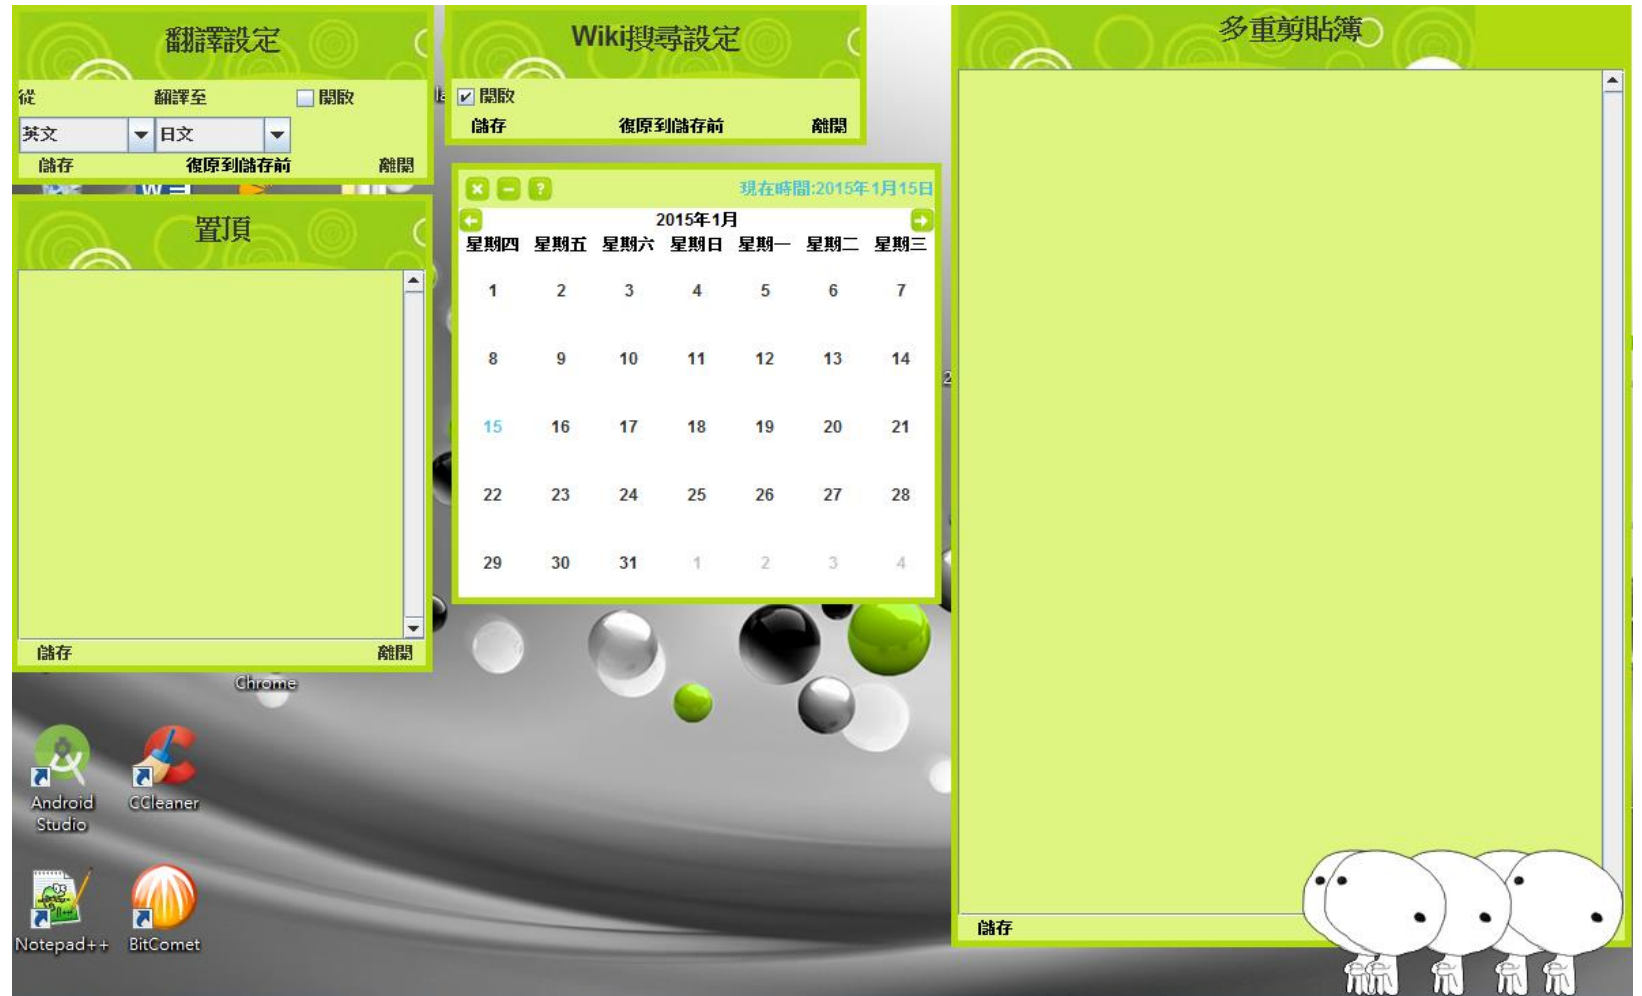 翻譯設定
從 翻譯至 開啟
英文 日文
儲存 復原到儲存前 離開
置頂
儲存 離開
Wiki搜尋設定
開啟
儲存 復原到儲存前 離開
現在時間:2015年1月15日
2015年1月
星期四 星期五 星期六 星期日 星期一 星期二 星期三
1 2 3 4 5 6 7
8 9 10 11 12 13 14
15 16 17 18 19 20 21
22 23 24 25 26 27 28
29 30 31 1 2 3 4
多重剪貼簿
儲存
Chrome
Android
Studio
CCleaner
Notepad++
BitComet